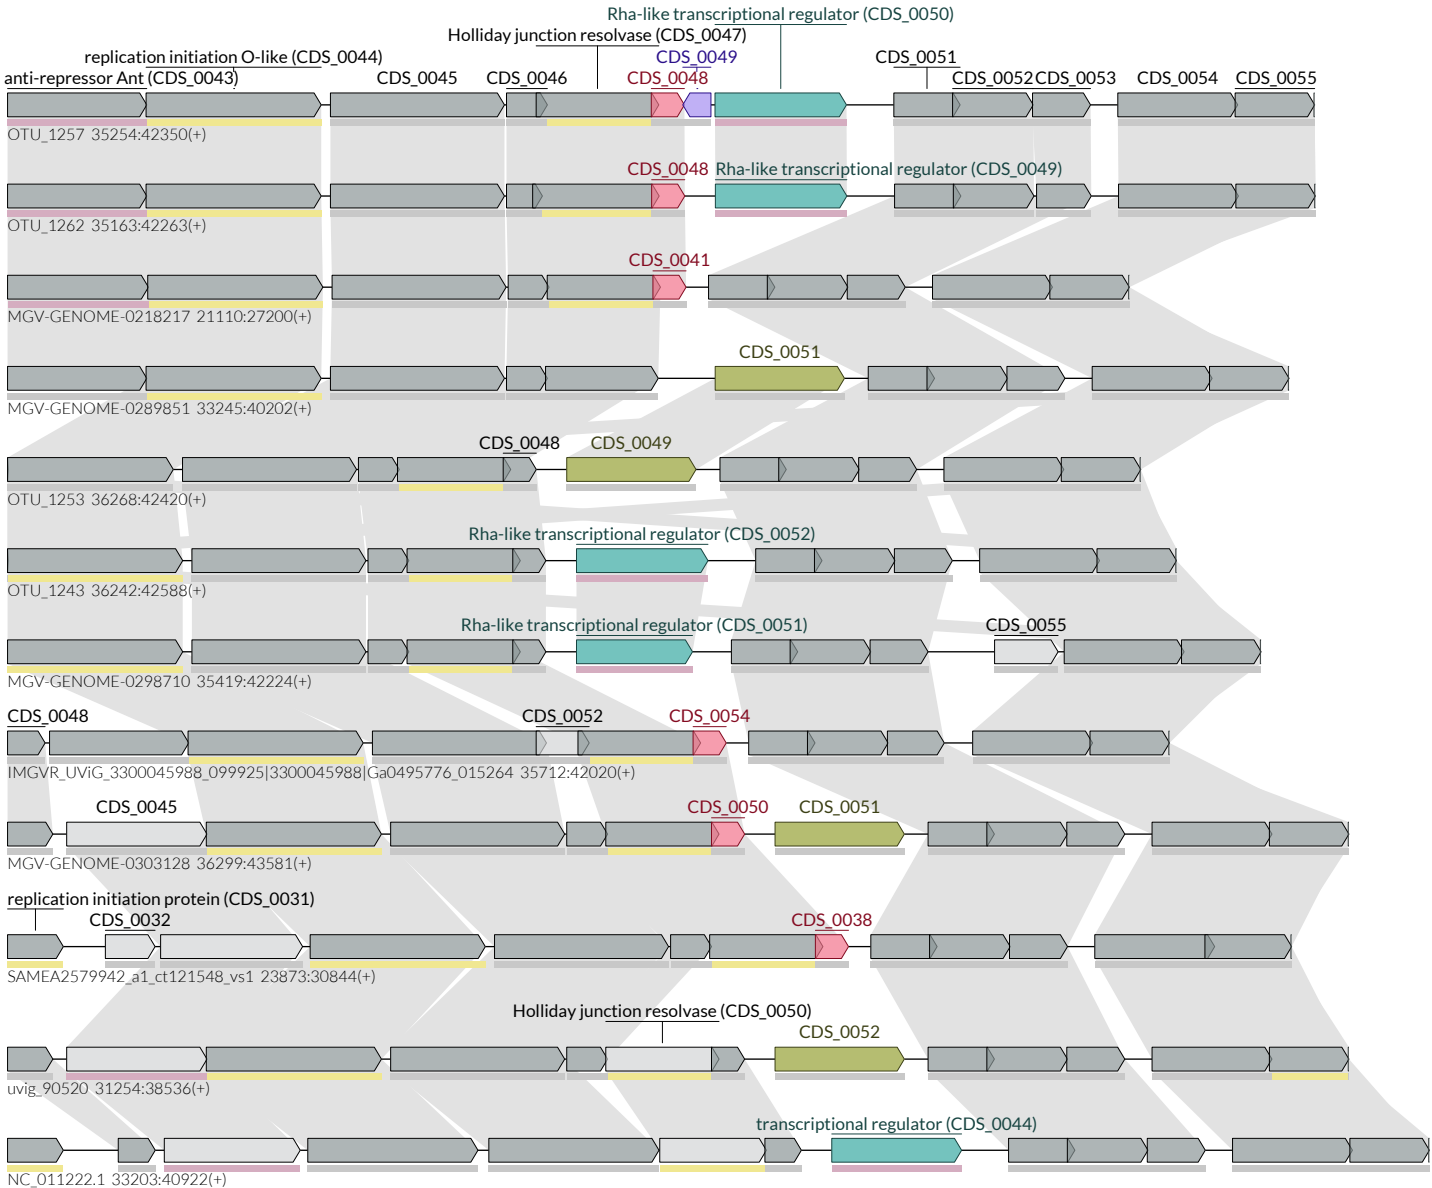 Rha-like transcriptional regulator (CDS_0050)
Holliday junction resolvase (CDS_0047)
replication initiation O-like (CDS_0044) CDS_0049 CDS_0051
anti-repressor Ant (CDS_0043) CDS_0045 CDS_0046 CDS_0048 CDS_0052 CDS_0053 CDS_0054 CDS_0055
OTU_1257 35254:42350(+)
CDS_0048 Rha-like transcriptional regulator (CDS_0049)
OTU_1262 35163:42263(+)
CDS_0041
MGV-GENOME-0218217 21110:27200(+)
CDS_0051
MGV-GENOME-0289851 33245:40202(+)
CDS_0048 CDS_0049
OTU_1253 36268:42420(+)
Rha-like transcriptional regulator (CDS_0052)
OTU_1243 36242:42588(+)
Rha-like transcriptional regulator (CDS_0051) CDS_0055
MGV-GENOME-0298710 35419:42224(+)
CDS_0048 CDS_0052 CDS_0054
IMGVR_UViG_3300045988_099925|3300045988|Ga0495776_015264 35712:42020(+)
CDS_0045 CDS_0050 CDS_0051
MGV-GENOME-0303128 36299:43581(+)
replication initiation protein (CDS_0031)
CDS_0032 CDS_0038
SAMEA2579942_a1_ct121548_vs1 23873:30844(+)
Holliday junction resolvase (CDS_0050)
CDS_0052
uvig_90520 31254:38536(+)
transcriptional regulator (CDS_0044)
NC_011222.1 33203:40922(+)